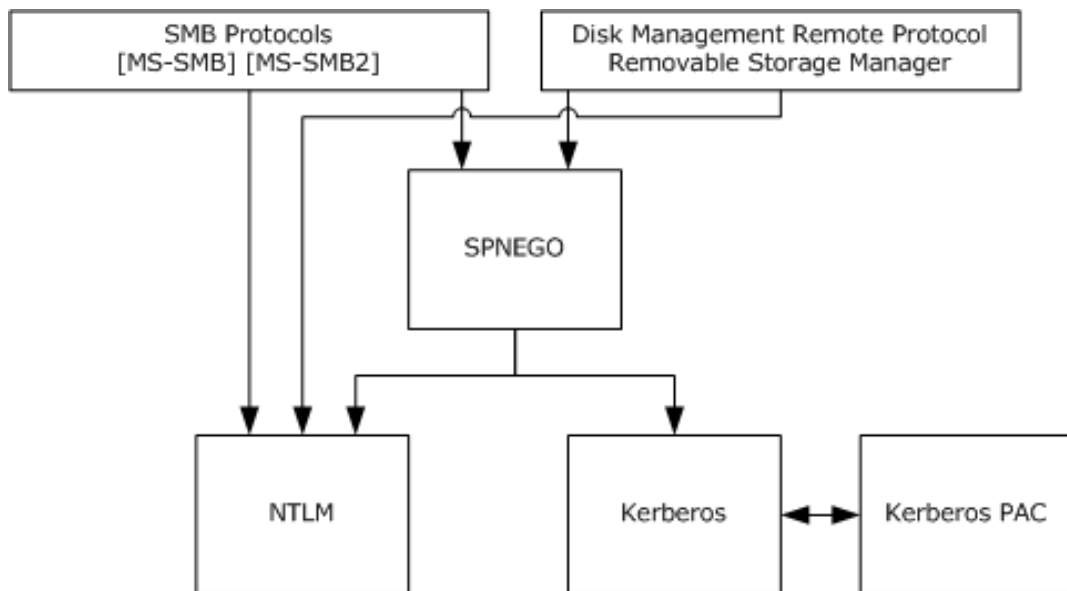 SMB Protocols
[MS-SMB] [MS-SMB2]
Disk Management Remote Protocol
Removable Storage Manager
SPNEGO
NTLM
Kerberos
Kerberos PAC